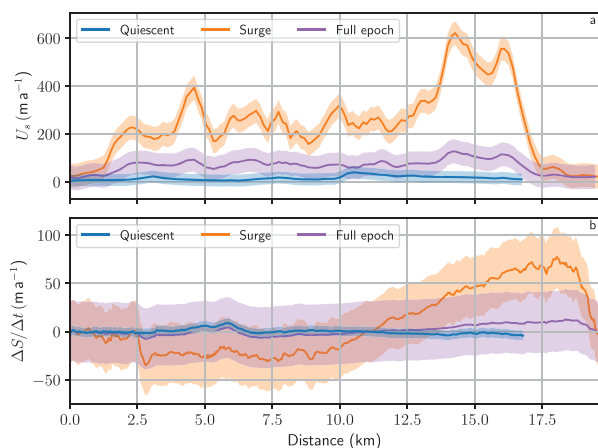 a
Quiescent Surge Full epoch
600
400
200
0
U_s (m a⁻¹)
b
Quiescent Surge Full epoch
100
50
0
−50
ΔS/Δt (m a⁻¹)
0.0 2.5 5.0 7.5 10.0 12.5 15.0 17.5
Distance (km)